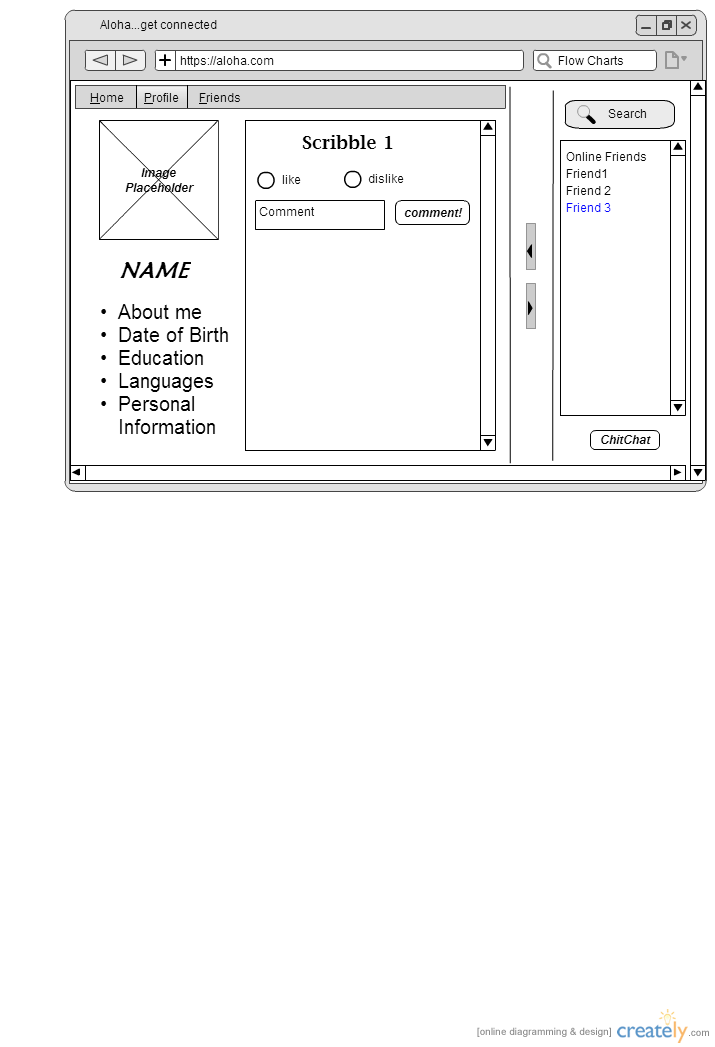 Aloha...get connected
https://aloha.com
Flow Charts
Home Profile Friends
Search
Image
Placeholder
NAME
• About me
• Date of Birth
• Education
• Languages
• Personal
Information
Scribble 1
like dislike
Comment comment!
Online Friends
Friend1
Friend 2
Friend 3
ChitChat
[online diagramming & design] creately.com